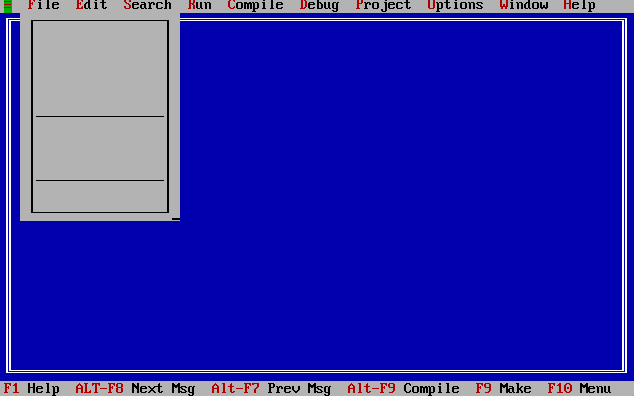 ≡ File Edit Search Run Compile Debug Project Options Window Help
F1 Help ALT-F8 Next Msg Alt-F7 Prev Msg Alt-F9 Compile F9 Make F10 Menu